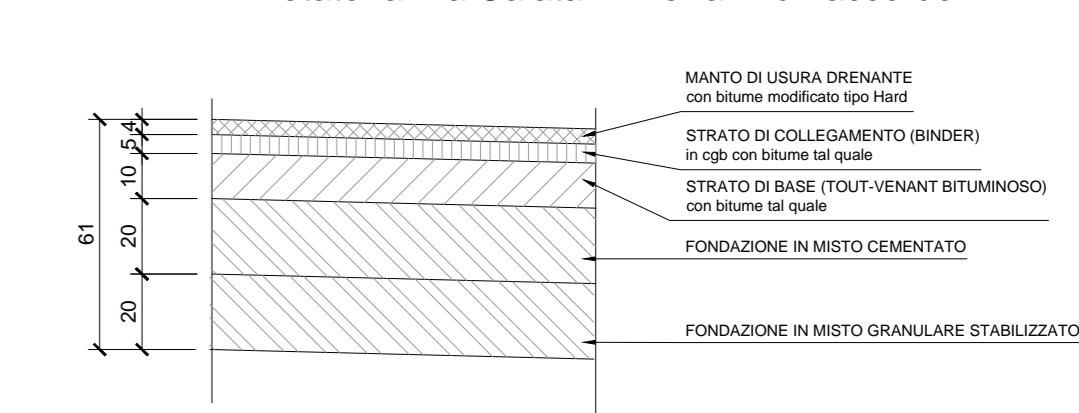 MANTO DI USURA DRENANTE
con bitume modificato tipo Hard
STRATO DI COLLEGAMENTO (BINDER)
in cgb con bitume tal quale
STRATO DI BASE (TOUT-VENANT BITUMINOSO)
con bitume tal quale
FONDAZIONE IN MISTO CEMENTATO
FONDAZIONE IN MISTO GRANULARE STABILIZZATO
4
5
10
20
20
61